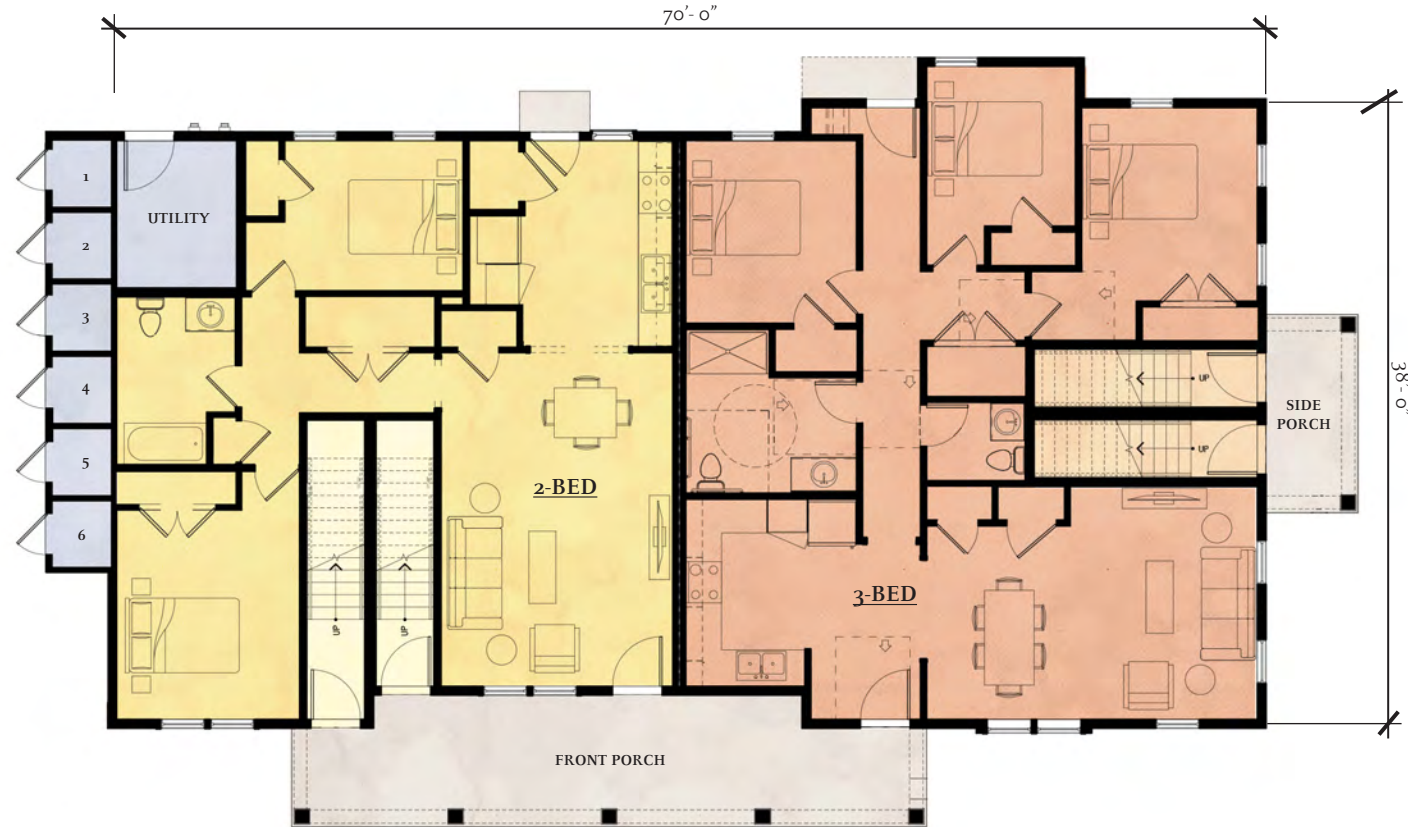 70'- 0"
1
UTILITY
2
3
4
5
6
2-BED
UP
UP
3-BED
UP
UP
SIDE
PORCH
38'- 0"
FRONT PORCH